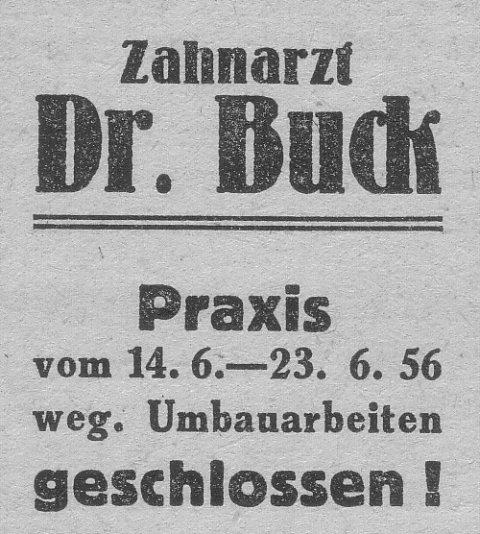 Zahnarzt
Dr. Buck
Praxis
vom 14. 6.—23. 6. 56
weg. Umbauarbeiten
geschlossen !